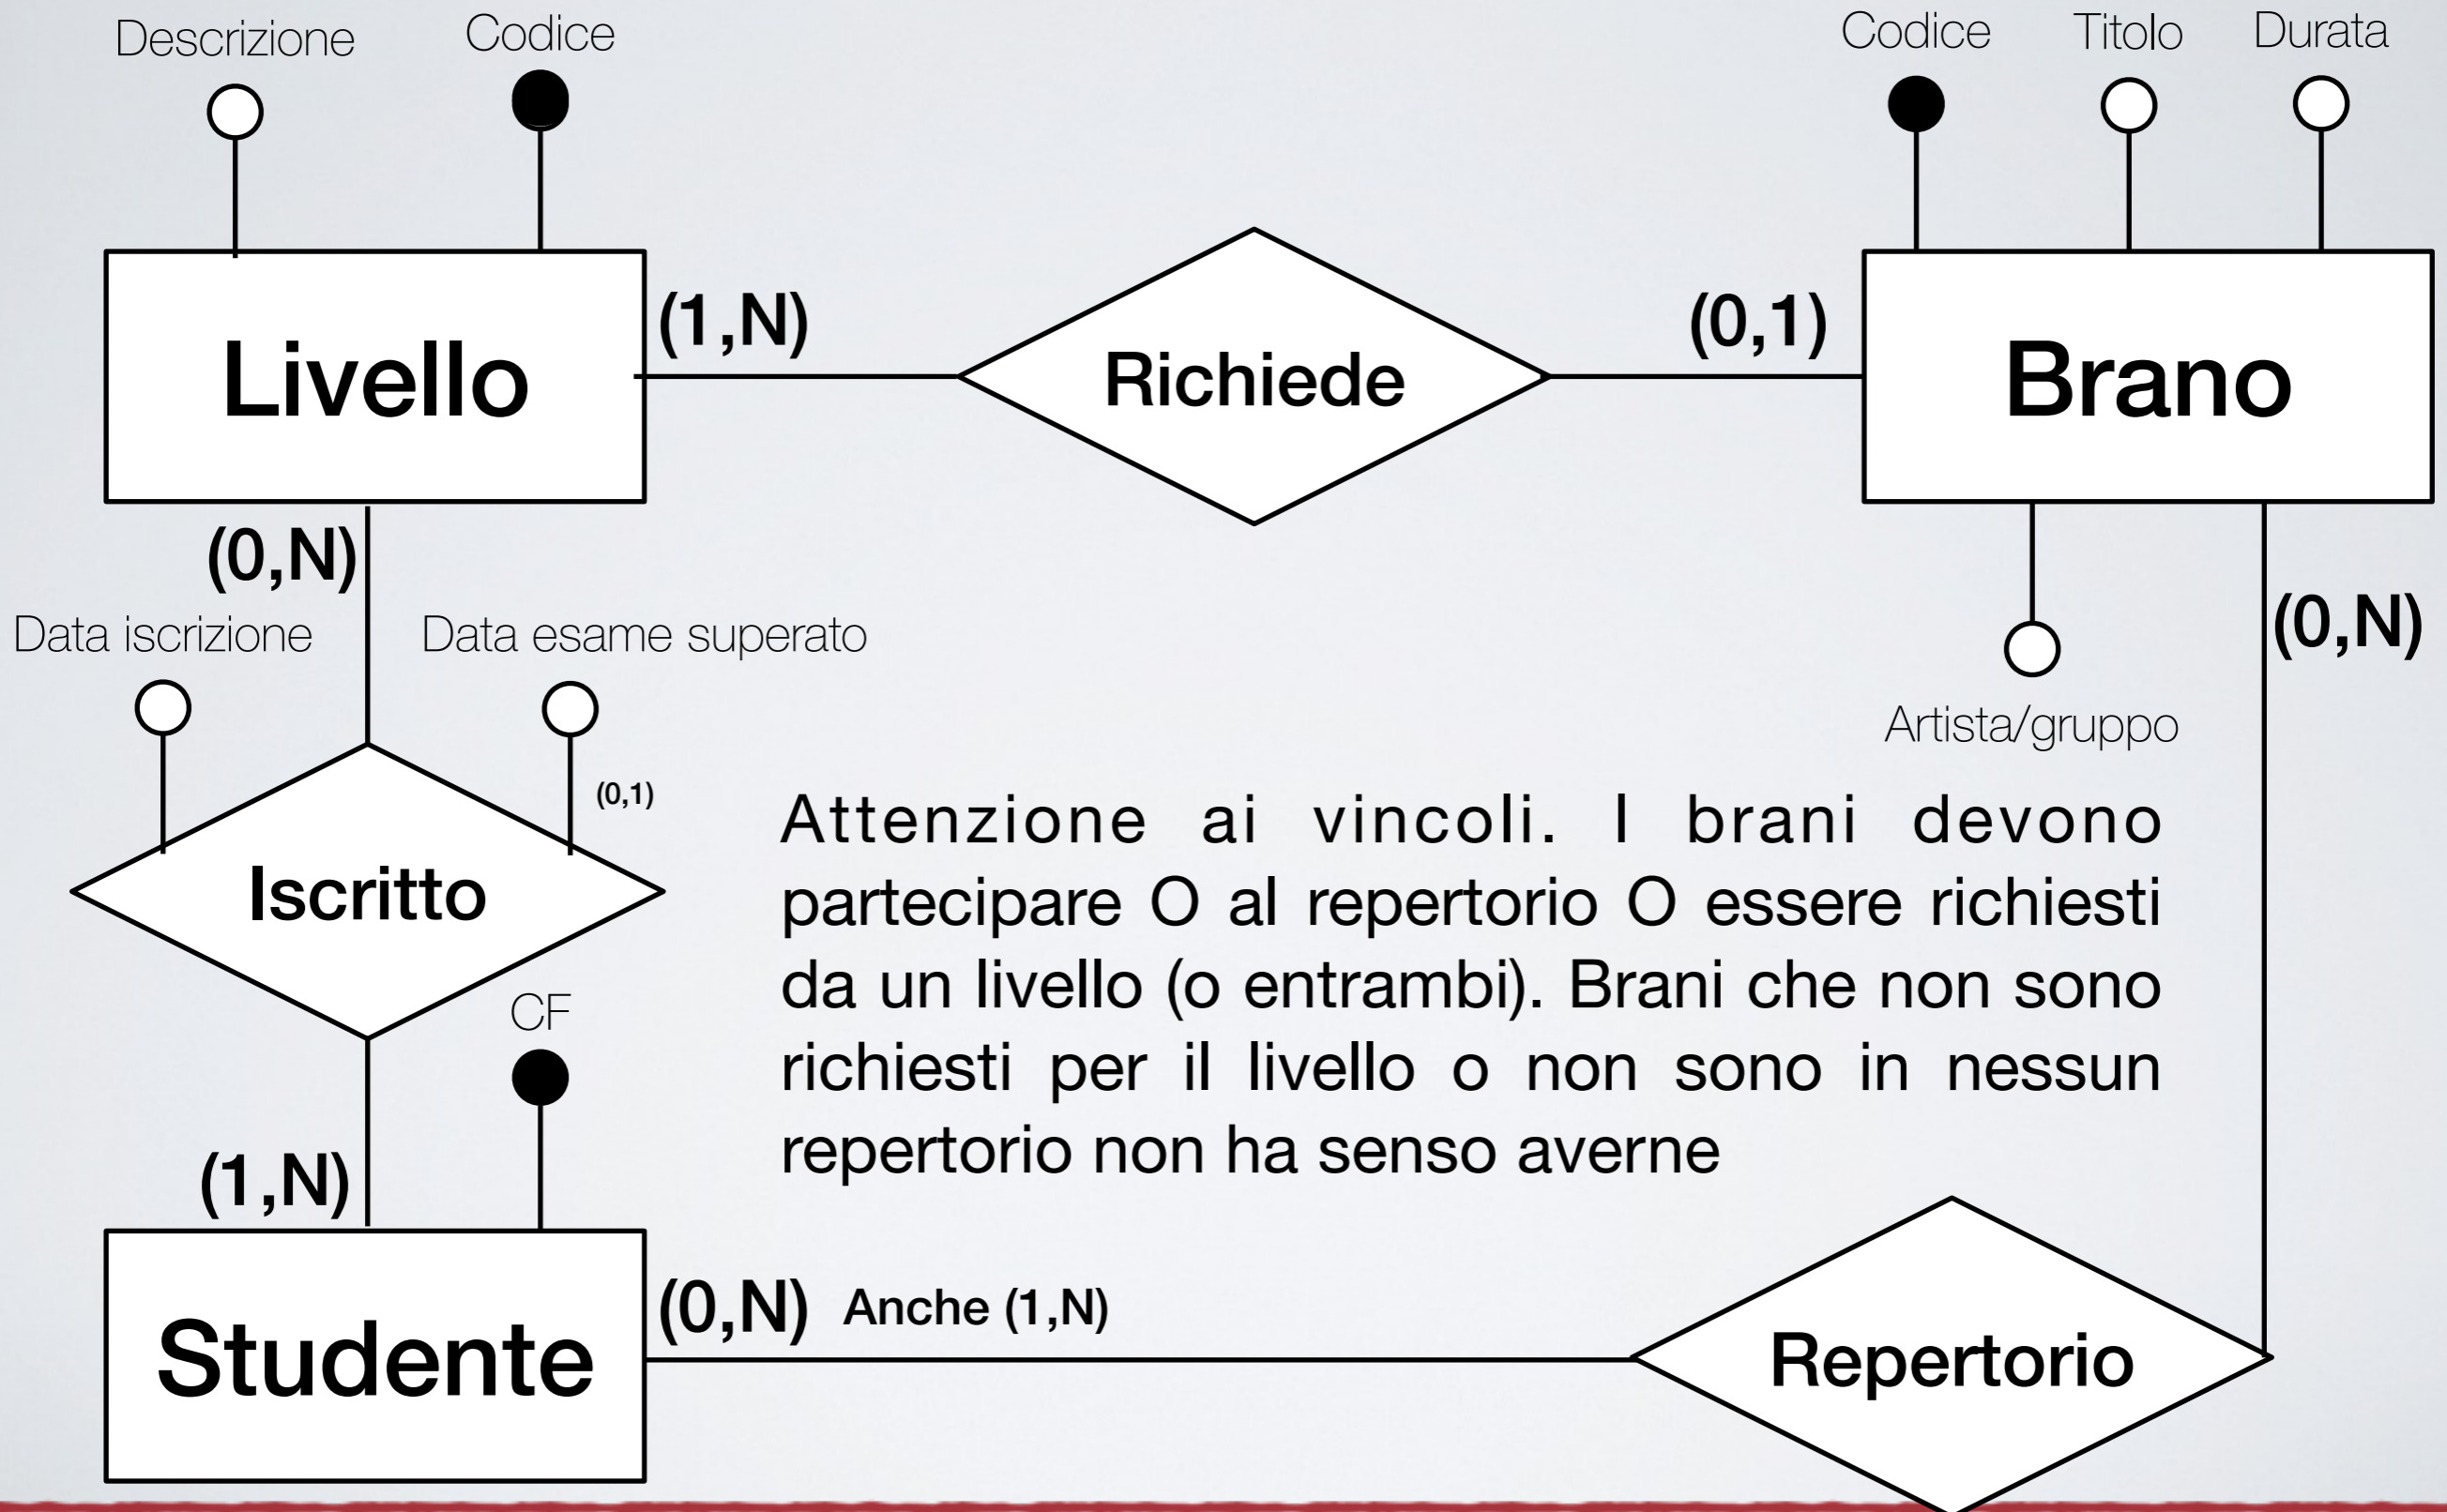 Descrizione Codice
Codice Titolo Durata
Livello
(1,N)
Richiede
(0,1)
Brano
(0,N)
(0,N)
Data iscrizione
Data esame superato
Artista/gruppo
(0,1)
Iscritto
Attenzione ai vincoli. I brani devono
partecipare O al repertorio O essere richiesti
da un livello (o entrambi). Brani che non sono
richiesti per il livello o non sono in nessun
repertorio non ha senso averne
CF
(1,N)
Studente
(0,N) Anche (1,N)
Repertorio